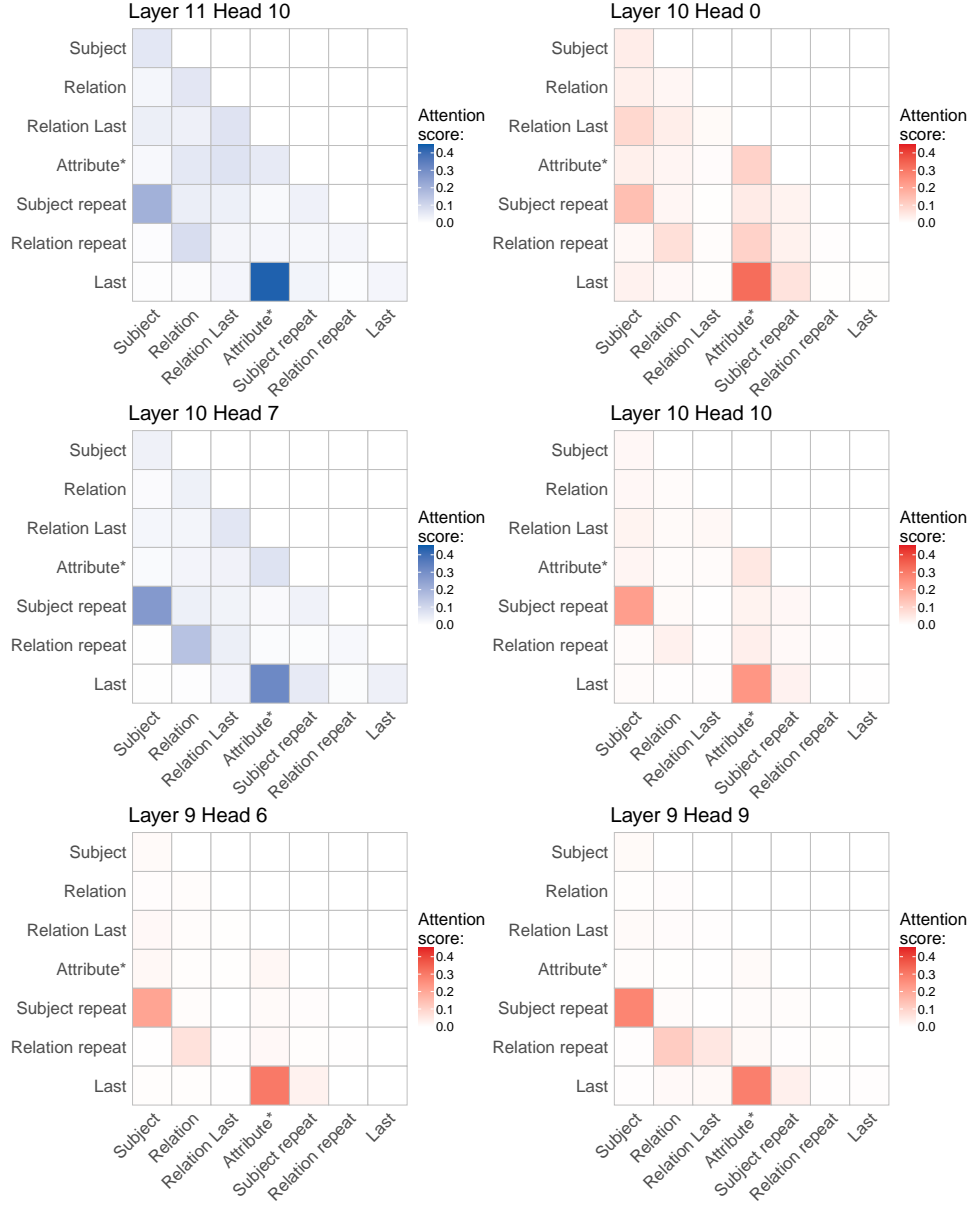 Layer 11 Head 10
Subject
Relation
Relation Last
Attribute*
Subject repeat
Relation repeat
Last
Subject
Relation
Relation Last
Attribute*
Subject repeat
Relation repeat
Last
Attention
score:
0.4
0.3
0.2
0.1
0.0
Layer 10 Head 0
Subject
Relation
Relation Last
Attribute*
Subject repeat
Relation repeat
Last
Subject
Relation
Relation Last
Attribute*
Subject repeat
Relation repeat
Last
Attention
score:
0.4
0.3
0.2
0.1
0.0
Layer 10 Head 7
Subject
Relation
Relation Last
Attribute*
Subject repeat
Relation repeat
Last
Subject
Relation
Relation Last
Attribute*
Subject repeat
Relation repeat
Last
Attention
score:
0.4
0.3
0.2
0.1
0.0
Layer 10 Head 10
Subject
Relation
Relation Last
Attribute*
Subject repeat
Relation repeat
Last
Subject
Relation
Relation Last
Attribute*
Subject repeat
Relation repeat
Last
Attention
score:
0.4
0.3
0.2
0.1
0.0
Layer 9 Head 6
Subject
Relation
Relation Last
Attribute*
Subject repeat
Relation repeat
Last
Subject
Relation
Relation Last
Attribute*
Subject repeat
Relation repeat
Last
Attention
score:
0.4
0.3
0.2
0.1
0.0
Layer 9 Head 9
Subject
Relation
Relation Last
Attribute*
Subject repeat
Relation repeat
Last
Subject
Relation
Relation Last
Attribute*
Subject repeat
Relation repeat
Last
Attention
score:
0.4
0.3
0.2
0.1
0.0